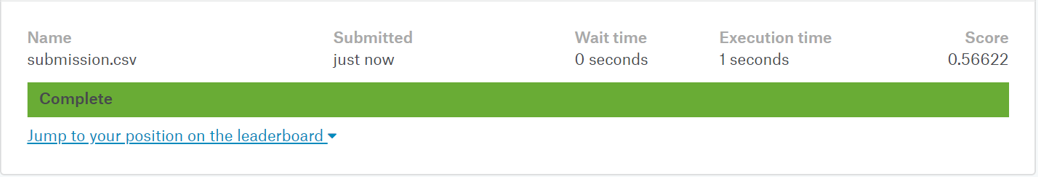 Name Submitted Wait time Execution time Score
submission.csv just now 0 seconds 1 seconds 0.56622
Complete
Jump to your position on the leaderboard